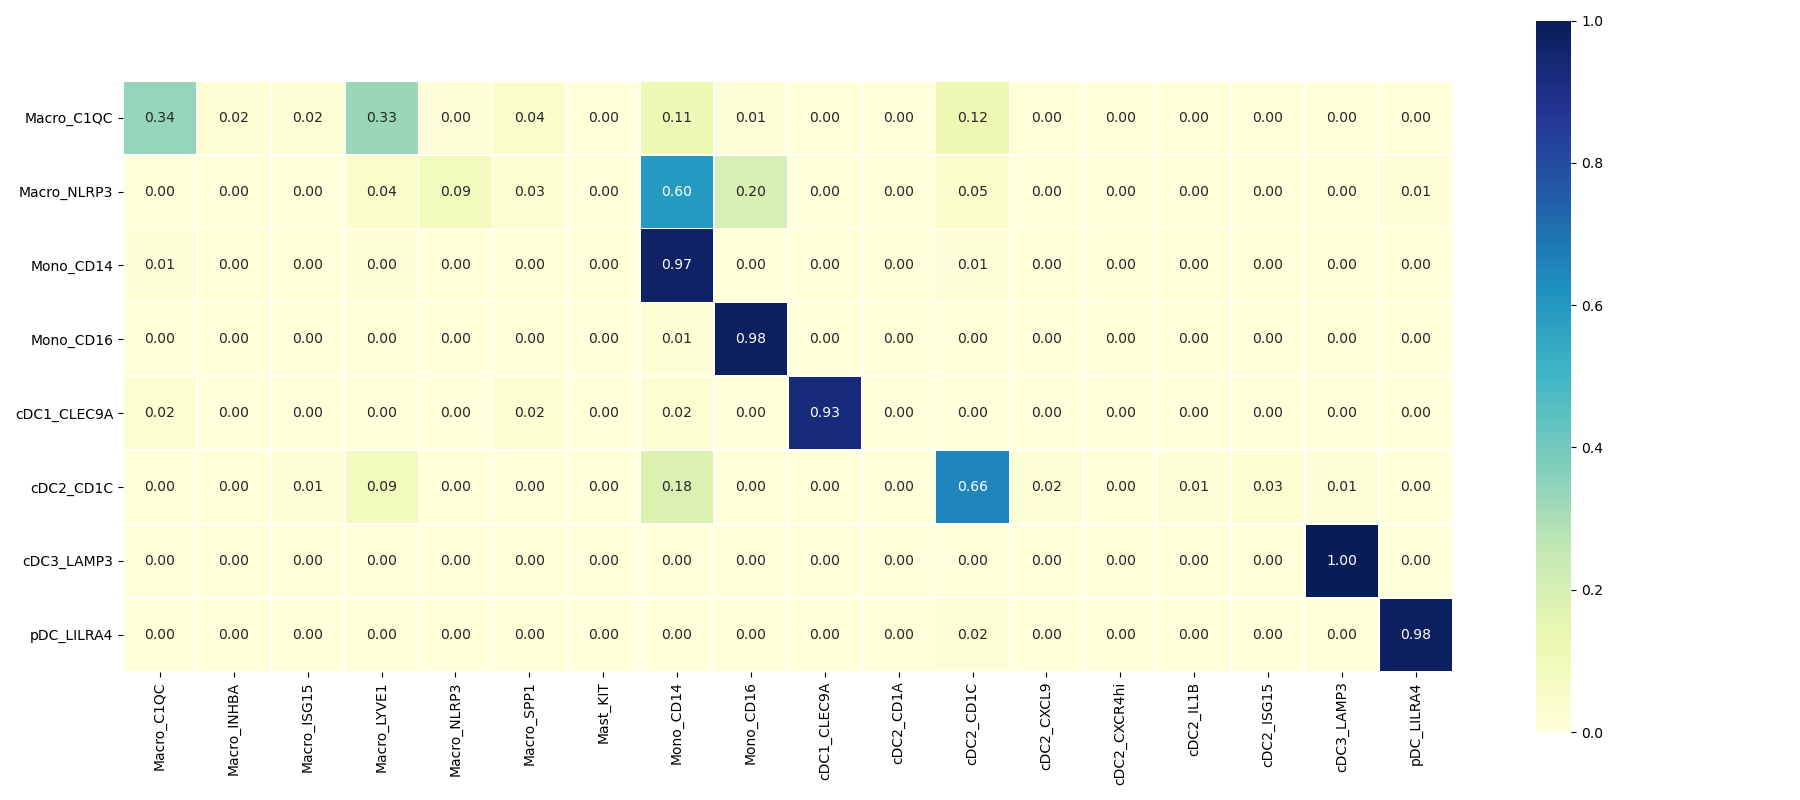 1.0
Macro_C1QC 0.34 0.02 0.02 0.33 0.00 0.04 0.00 0.11 0.01 0.00 0.00 0.12 0.00 0.00 0.00 0.00 0.00 0.00
0.8
Macro_NLRP3 0.00 0.00 0.00 0.04 0.09 0.03 0.00 0.60 0.20 0.00 0.00 0.05 0.00 0.00 0.00 0.00 0.00 0.01
Mono_CD14 0.01 0.00 0.00 0.00 0.00 0.00 0.00 0.97 0.00 0.00 0.00 0.01 0.00 0.00 0.00 0.00 0.00 0.00
0.6
Mono_CD16 0.00 0.00 0.00 0.00 0.00 0.00 0.00 0.01 0.98 0.00 0.00 0.00 0.00 0.00 0.00 0.00 0.00 0.00
cDC1_CLEC9A 0.02 0.00 0.00 0.00 0.00 0.02 0.00 0.02 0.00 0.93 0.00 0.00 0.00 0.00 0.00 0.00 0.00 0.00
0.4
cDC2_CD1C 0.00 0.00 0.01 0.09 0.00 0.00 0.00 0.18 0.00 0.00 0.00 0.66 0.02 0.00 0.01 0.03 0.01 0.00
cDC3_LAMP3 0.00 0.00 0.00 0.00 0.00 0.00 0.00 0.00 0.00 0.00 0.00 0.00 0.00 0.00 0.00 0.00 1.00 0.00
0.2
pDC_LILRA4 0.00 0.00 0.00 0.00 0.00 0.00 0.00 0.00 0.00 0.00 0.00 0.02 0.00 0.00 0.00 0.00 0.00 0.98
0.0
Macro_C1QC
Macro_INHBA
Macro_ISG15
Macro_LYVE1
Macro_NLRP3
Macro_SPP1
Mast_KIT
Mono_CD14
Mono_CD16
cDC1_CLEC9A
cDC2_CD1A
cDC2_CD1C
cDC2_CXCL9
cDC2_CXCR4hi
cDC2_IL1B
cDC2_ISG15
cDC3_LAMP3
pDC_LILRA4